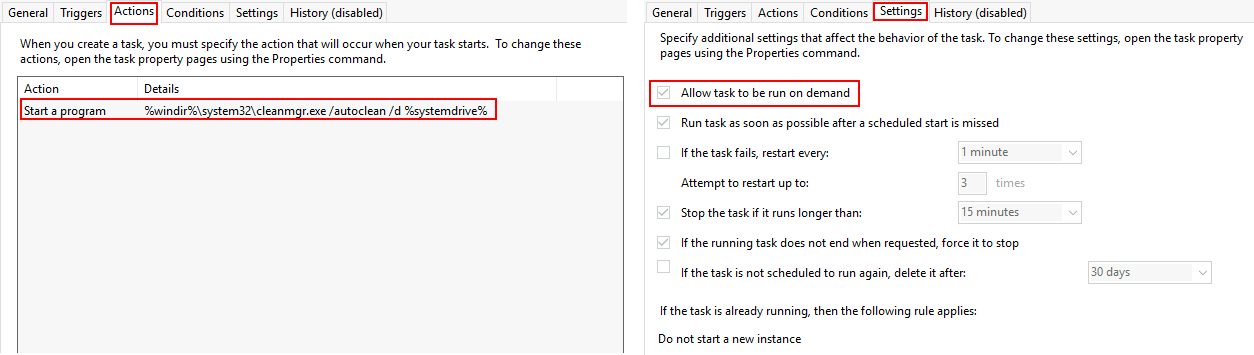 General Triggers Actions Conditions Settings History (disabled)
When you create a task, you must specify the action that will occur when your task starts. To change these
actions, open the task property pages using the Properties command.
Action Details
Start a program %windir%\system32\cleanmgr.exe /autoclean /d %systemdrive%
General Triggers Actions Conditions Settings History (disabled)
Specify additional settings that affect the behavior of the task. To change these settings, open the task property
pages using the Properties command.
Allow task to be run on demand
Run task as soon as possible after a scheduled start is missed
If the task fails, restart every: 1 minute
Attempt to restart up to: 3 times
Stop the task if it runs longer than: 15 minutes
If the running task does not end when requested, force it to stop
If the task is not scheduled to run again, delete it after: 30 days
If the task is already running, then the following rule applies:
Do not start a new instance